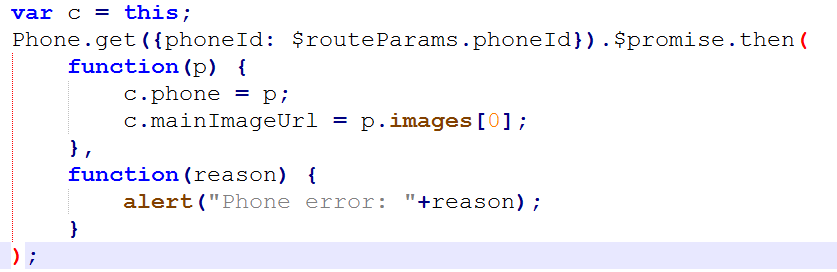 var c = this;
Phone.get({phoneId: $routeParams.phoneId}).$promise.then(
    function(p) {
        c.phone = p;
        c.mainImageUrl = p.images[0];
    },
    function(reason) {
        alert("Phone error: "+reason);
    }
);